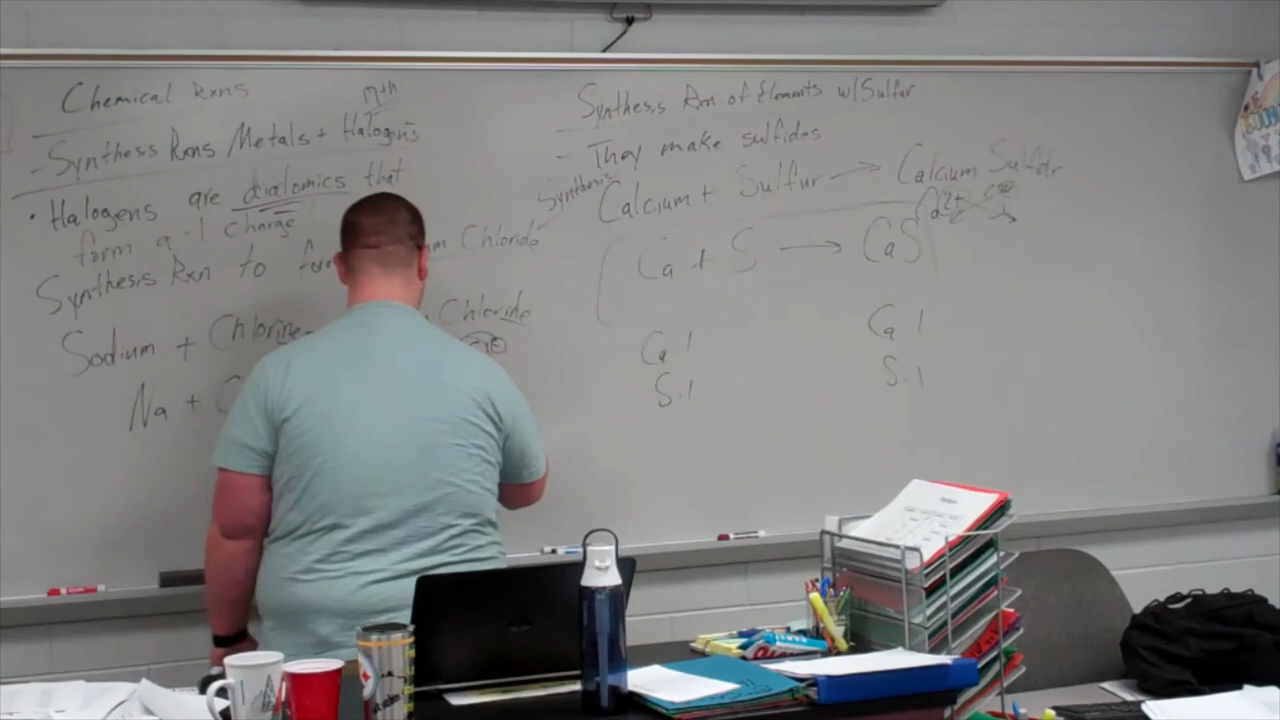 Chemical Rxns
m+n
- Synthesis Rxns Metals + Halogens
• Halogens are diatomics that
form a -1 charge
Synthesis Rxn to form Chloride
Sodium + Chlorine Chloride
Na +
Synthesis Rxn of Elements w/ Sulfur
- They make sulfides
Synthesis:
Calcium + Sulfur → Calcium
Ca + S → CaS
Ca 1 Ca 1
S. 1 S. 1